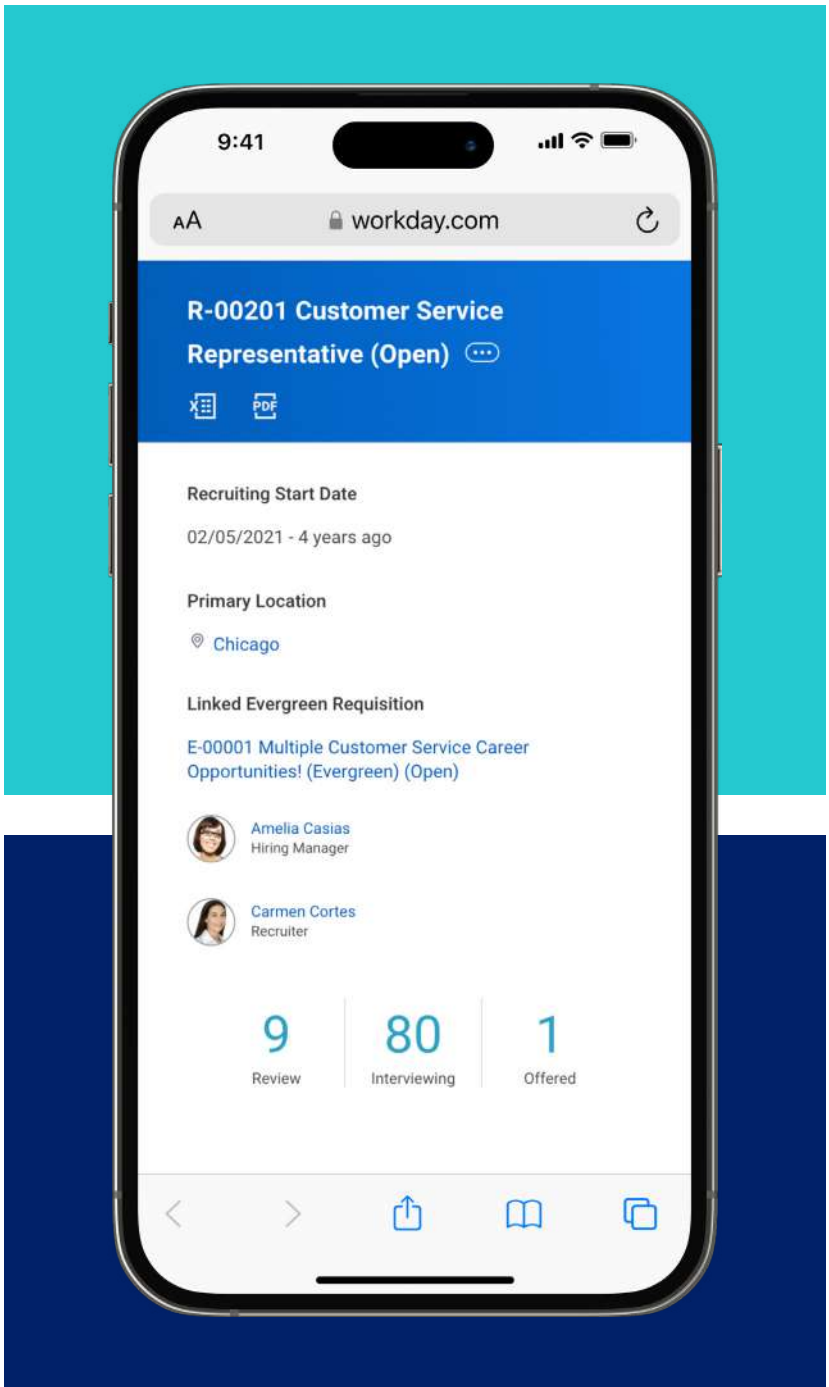 9:41
AA workday.com
R-00201 Customer Service
Representative (Open)
X PDF
Recruiting Start Date
02/05/2021 - 4 years ago
Primary Location
Chicago
Linked Evergreen Requisition
E-00001 Multiple Customer Service Career
Opportunities! (Evergreen) (Open)
Amelia Casias
Hiring Manager
Carmen Cortes
Recruiter
9 80 1
Review Interviewing Offered